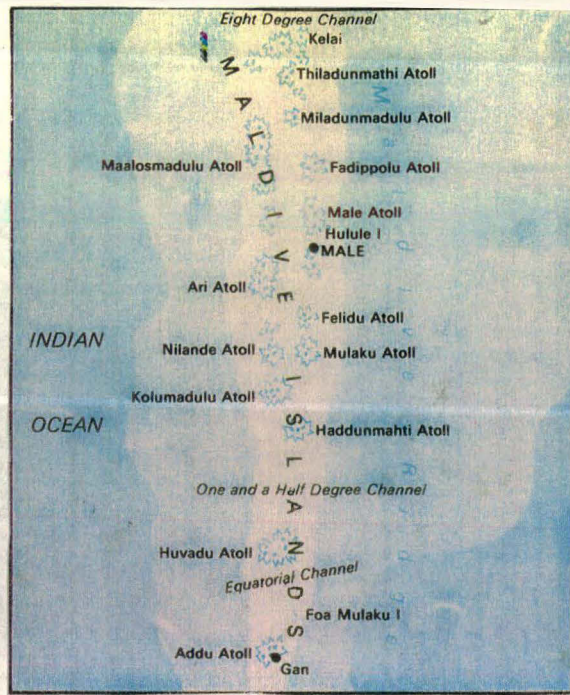 Eight Degree Channel
Kelai
Thiladunmathi Atoll
MALDIVE ISLANDS
Maldive Ridge
Miladunmadulu Atoll
Maalosmadulu Atoll
Fadippolu Atoll
Male Atoll
Hulule I
MALE
Ari Atoll
Felidu Atoll
INDIAN
Nilande Atoll
Mulaku Atoll
Kolumadulu Atoll
OCEAN
Haddunmahti Atoll
One and a Half Degree Channel
Huvadu Atoll
Equatorial Channel
Foa Mulaku I
Addu Atoll
Gan